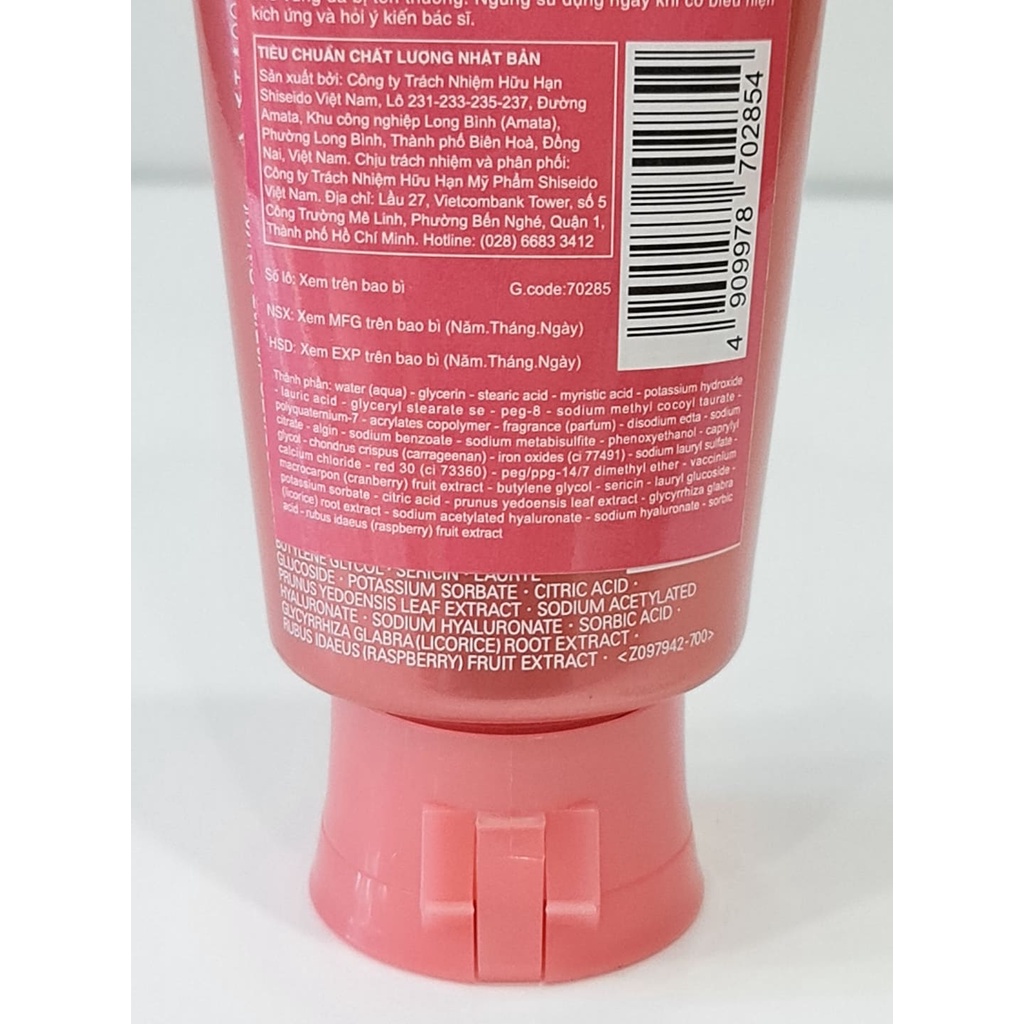 kích ứng và hỏi ý kiến bác sĩ.
TIÊU CHUẨN CHẤT LƯỢNG NHẬT BẢN
Sản xuất bởi: Công ty Trách Nhiệm Hữu Hạn
Shiseido Việt Nam, Lô 231-233-235-237, Đường
Amata, Khu công nghiệp Long Bình (Amata),
Phường Long Bình, Thành phố Biên Hoà, Đồng
Nai, Việt Nam. Chịu trách nhiệm và phân phối:
Công ty Trách Nhiệm Hữu Hạn Mỹ Phẩm Shiseido
Việt Nam. Địa chỉ: Lầu 27, Vietcombank Tower, số 5
Công Trường Mê Linh, Phường Bến Nghé, Quận 1,
Thành phố Hồ Chí Minh. Hotline: (028) 6683 3412
4 909978 702854
Số lô: Xem trên bao bì G.code:70285
NSX: Xem MFG trên bao bì (Năm.Tháng.Ngày)
HSD: Xem EXP trên bao bì (Năm.Tháng.Ngày)
Thành phần: water (aqua) - glycerin - stearic acid - myristic acid - potassium hydroxide
- lauric acid - glyceryl stearate se - peg-8 - sodium methyl cocoyl taurate -
polyquaternium-7 - acrylates copolymer - fragrance (parfum) - disodium edta - sodium
citrate - algin - sodium benzoate - sodium metabisulfite - phenoxyethanol - caprylyl
glycol - chondrus crispus (carrageenan) - iron oxides (ci 77491) - sodium lauryl sulfate -
calcium chloride - red 30 (ci 73360) - peg/ppg-14/7 dimethyl ether - vaccinium
macrocarpon (cranberry) fruit extract - butylene glycol - sericin - lauryl glucoside -
potassium sorbate - citric acid - prunus yedoensis leaf extract - glycyrrhiza glabra
(licorice) root extract - sodium acetylated hyaluronate - sodium hyaluronate - sorbic
acid - rubus idaeus (raspberry) fruit extract
BUTYLENE GLYCOL · SERICIN · LAURYL
GLUCOSIDE · POTASSIUM SORBATE · CITRIC ACID ·
PRUNUS YEDOENSIS LEAF EXTRACT · SODIUM ACETYLATED
HYALURONATE · SODIUM HYALURONATE · SORBIC ACID ·
GLYCYRRHIZA GLABRA (LICORICE) ROOT EXTRACT ·
RUBUS IDAEUS (RASPBERRY) FRUIT EXTRACT · <Z097942-700>